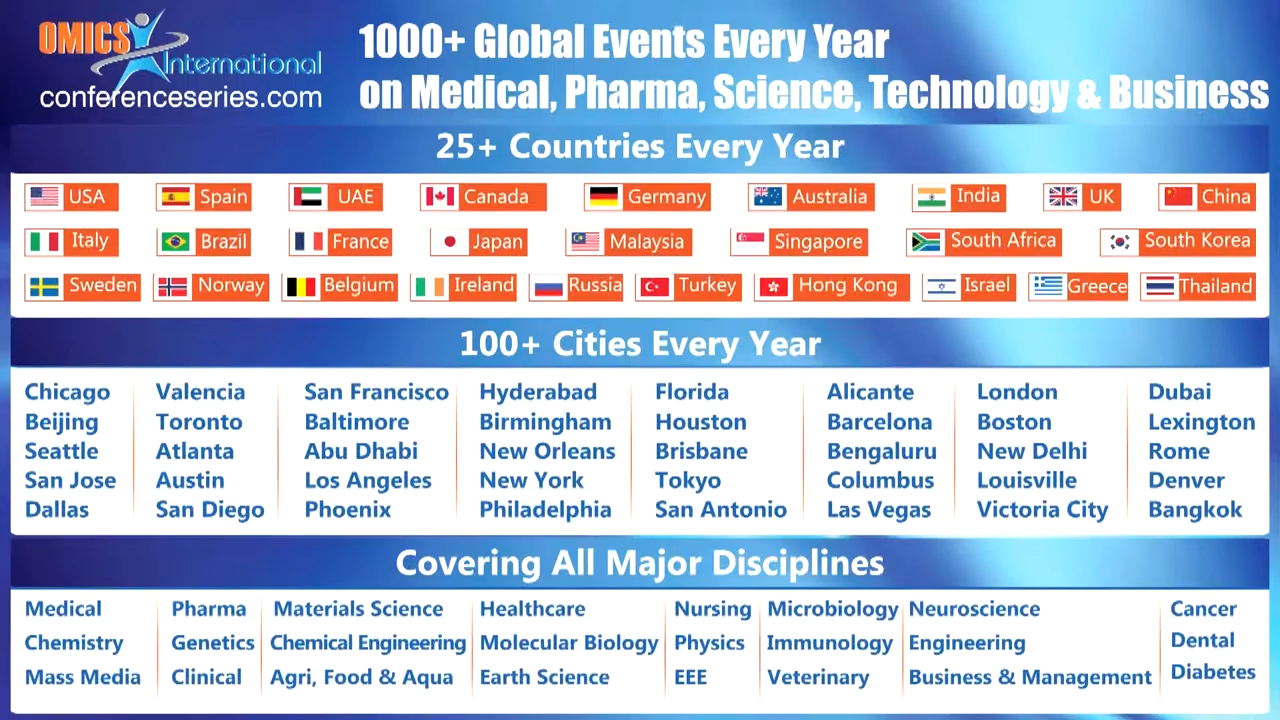 OMICS International
conferenceseries.com
1000+ Global Events Every Year
on Medical, Pharma, Science, Technology & Business
25+ Countries Every Year
USA Spain UAE Canada Germany Australia India UK China
Italy Brazil France Japan Malaysia Singapore South Africa South Korea
Sweden Norway Belgium Ireland Russia Turkey Hong Kong Israel Greece Thailand
100+ Cities Every Year
Chicago Valencia San Francisco Hyderabad Florida Alicante London Dubai
Beijing Toronto Baltimore Birmingham Houston Barcelona Boston Lexington
Seattle Atlanta Abu Dhabi New Orleans Brisbane Bengaluru New Delhi Rome
San Jose Austin Los Angeles New York Tokyo Columbus Louisville Denver
Dallas San Diego Phoenix Philadelphia San Antonio Las Vegas Victoria City Bangkok
Covering All Major Disciplines
Medical Pharma Materials Science Healthcare Nursing Microbiology Neuroscience Cancer
Chemistry Genetics Chemical Engineering Molecular Biology Physics Immunology Engineering Dental
Mass Media Clinical Agri, Food & Aqua Earth Science EEE Veterinary Business & Management Diabetes